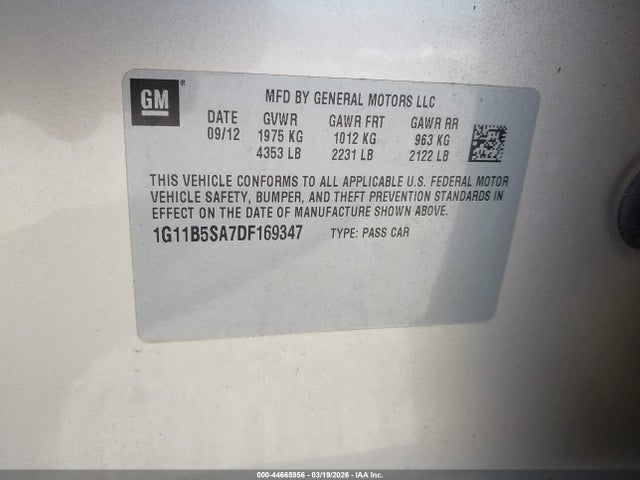 GM ®
MFD BY GENERAL MOTORS LLC
DATE GVWR GAWR FRT GAWR RR
09/12 1975 KG 1012 KG 963 KG
4353 LB 2231 LB 2122 LB
THIS VEHICLE CONFORMS TO ALL APPLICABLE U.S. FEDERAL MOTOR
VEHICLE SAFETY, BUMPER, AND THEFT PREVENTION STANDARDS IN
EFFECT ON THE DATE OF MANUFACTURE SHOWN ABOVE.
1G11B5SA7DF169347 TYPE: PASS CAR
000-44665956 - 03/19/2026 - IAA Inc.